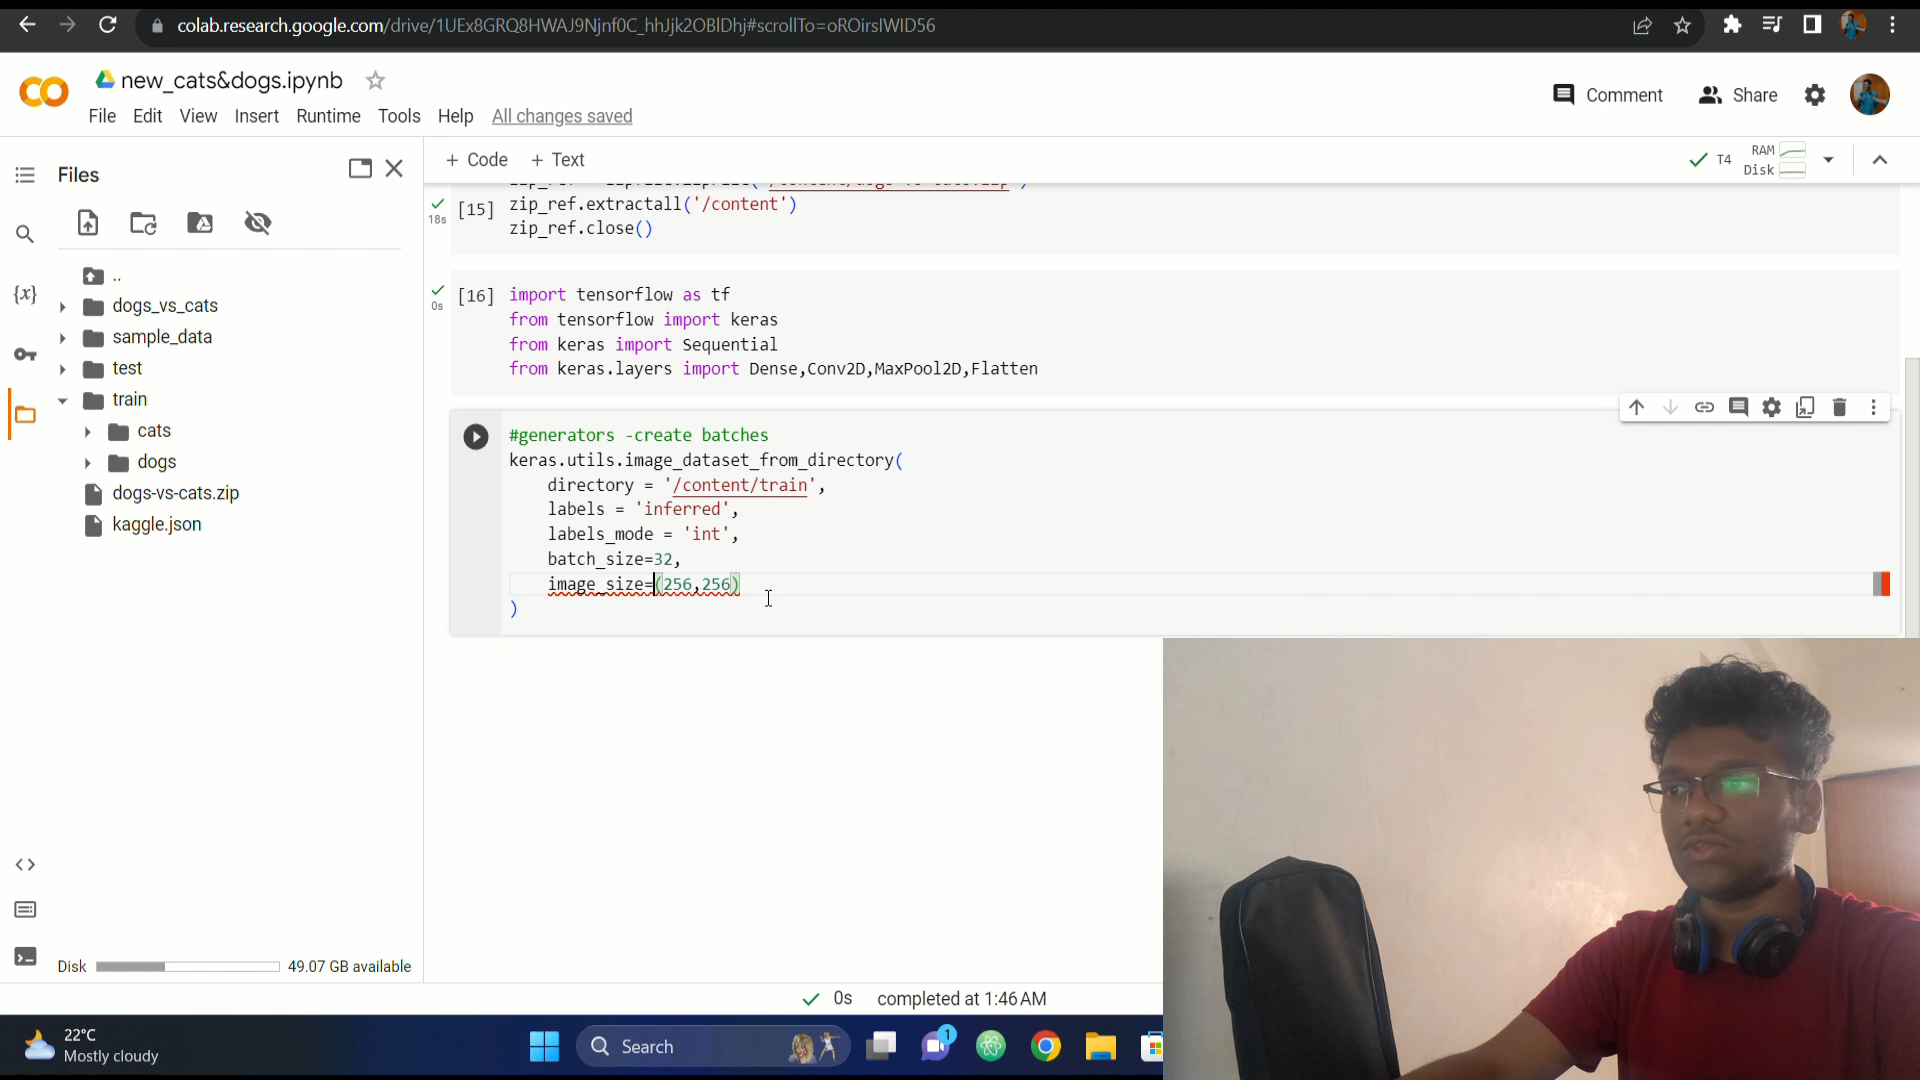 colab.research.google.com/drive/1UEx8GRQ8HWAJ9Njnf0C_hhJjk2OBlDhj#scrollTo=oROirsIWID56
new_cats&dogs.ipynb
File Edit View Insert Runtime Tools Help All changes saved
Comment Share
Files
+ Code + Text
T4 RAM Disk
..
dogs_vs_cats
sample_data
test
train
cats
dogs
dogs-vs-cats.zip
kaggle.json
18s [15] zip_ref.extractall('/content')
zip_ref.close()
0s [16] import tensorflow as tf
from tensorflow import keras
from keras import Sequential
from keras.layers import Dense,Conv2D,MaxPool2D,Flatten
#generators -create batches
keras.utils.image_dataset_from_directory(
directory = '/content/train',
labels = 'inferred',
labels_mode = 'int',
batch_size=32,
image_size=(256,256)
)
Disk 49.07 GB available
0s completed at 1:46 AM
22°C
Mostly cloudy
Search
1